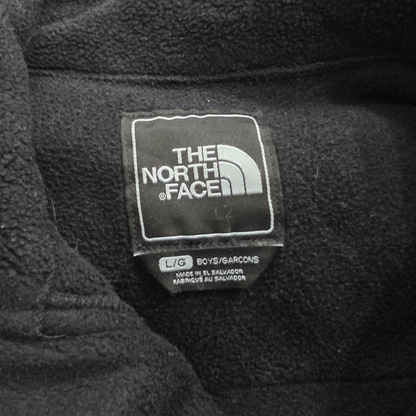 THE
NORTH
®FACE
L/G BOYS/GARCONS
MADE IN EL SALVADOR
FABRIQUE AU SALVADOR